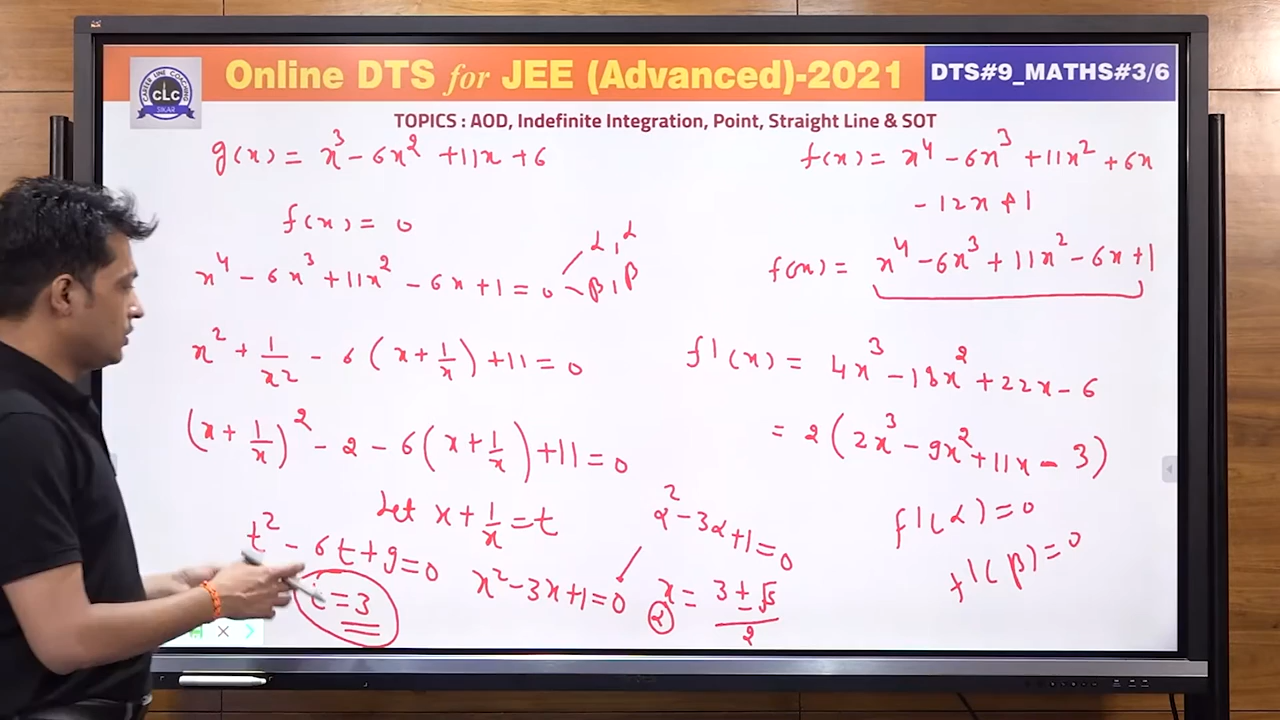 Online DTS for JEE (Advanced)-2021
DTS#9_MATHS#3/6
CAREER LINE COACHING
CLC
SIKAR
TOPICS : AOD, Indefinite Integration, Point, Straight Line & SOT
g(x) = x³ - 6x² + 11x + 6
f(x) = 0
x⁴ - 6x³ + 11x² - 6x + 1 = 0
α, α
β, β
x² + 1/x² - 6(x + 1/x) + 11 = 0
(x + 1/x)² - 2 - 6(x + 1/x) + 11 = 0
Let x + 1/x = t
t² - 6t + 9 = 0
t = 3
x² - 3x + 1 = 0
α² - 3α + 1 = 0
x = (3 ± √5)/2
α
f(x) = x⁴ - 6x³ + 11x² + 6x
- 12x + 1
f(x) = x⁴ - 6x³ + 11x² - 6x + 1
f'(x) = 4x³ - 18x² + 22x - 6
= 2(2x³ - 9x² + 11x - 3)
f'(α) = 0
f'(β) = 0